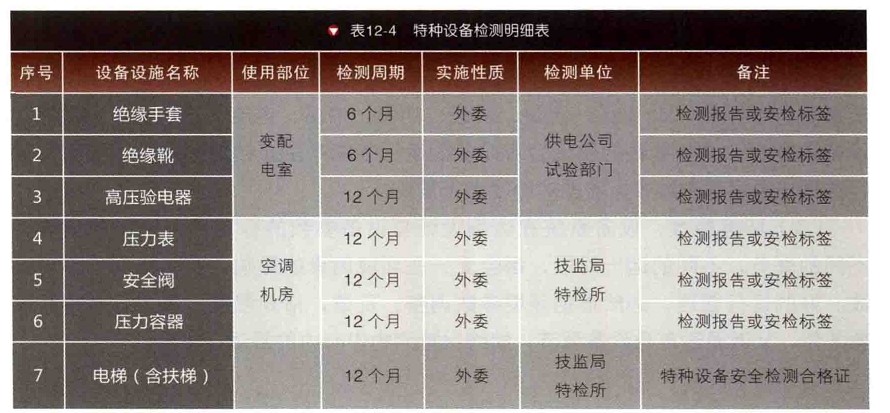 表12-4 特种设备检测明细表
序号 设备设施名称 使用部位 检测周期 实施性质 检测单位 备注
1 绝缘手套 变配电室 6个月 外委 供电公司试验部门 检测报告或安检标签
2 绝缘靴 6个月 外委 检测报告或安检标签
3 高压验电器 12个月 外委 检测报告或安检标签
4 压力表 空调机房 12个月 外委 技监局特检所 检测报告或安检标签
5 安全阀 12个月 外委 检测报告或安检标签
6 压力容器 12个月 外委 检测报告或安检标签
7 电梯（含扶梯） 12个月 外委 技监局特检所 特种设备安全检测合格证